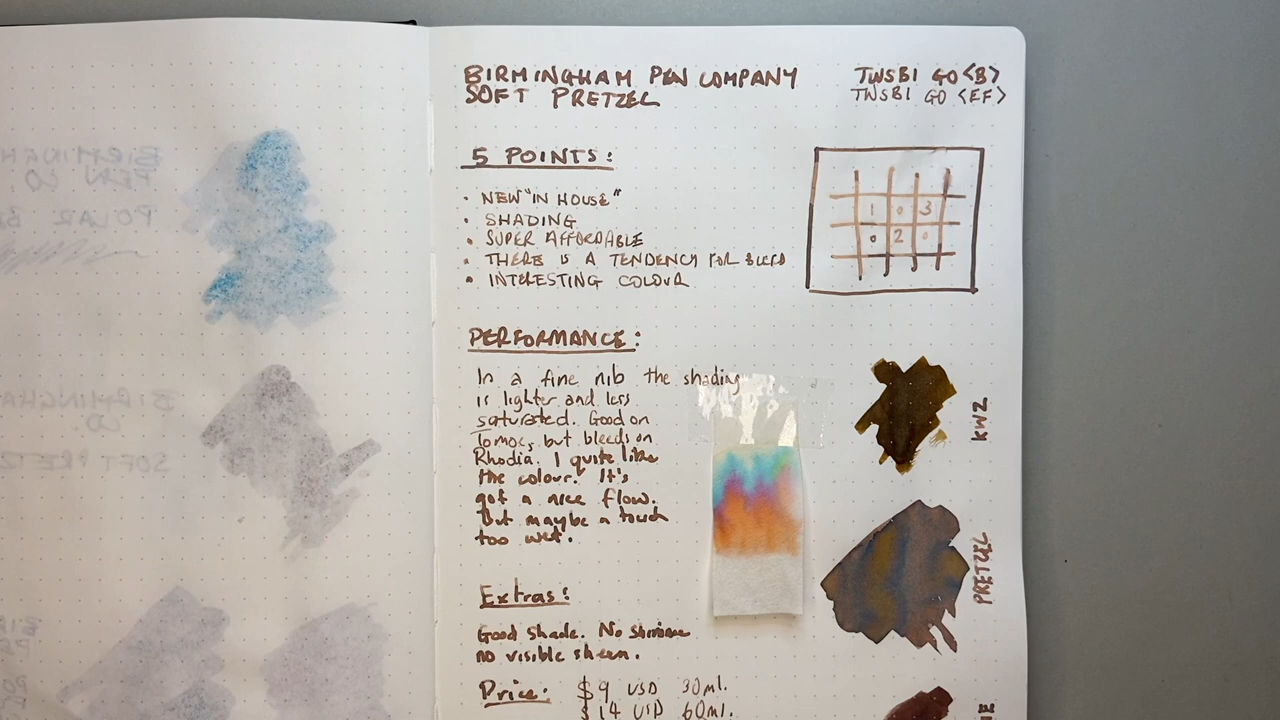 BIRMINGHAM PEN COMPANY
SOFT PRETZEL
TWSBI GO <B>
TWSBI GO <EF>
5 POINTS:
• NEW "IN HOUSE"
• SHADING
• SUPER AFFORDABLE
• THERE IS A TENDENCY FOR BLEED
• INTERESTING COLOUR
1 0 3
0 2 0
PERFORMANCE:
In a fine nib the shading
is lighter and less
saturated. Good on
tomoe, but bleeds on
Rhodia. I quite like
the colour. It's
got a nice flow.
But maybe a touch
too wet.
KWZ
PRETZEL
Extras:
Good shade. No shimmer
no visible sheen.
Price: $9 USD 30ml.
$14 USD 60ml.